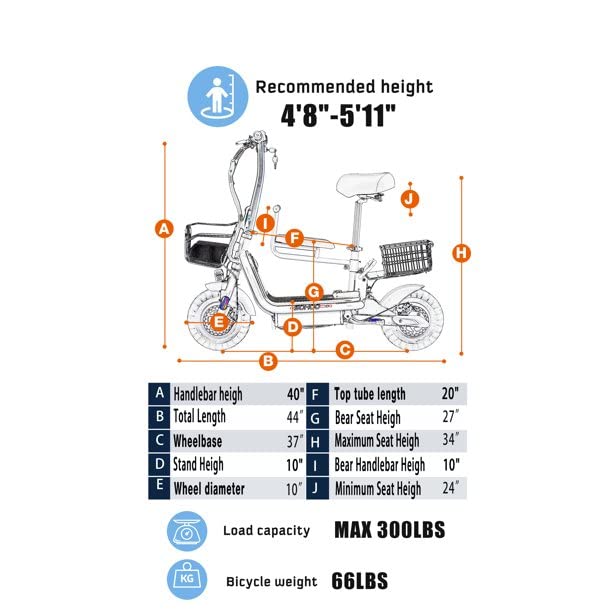 Recommended height
4'8"-5'11"
A
I
J
F
H
G
E
D
C
B
SOHOO
A Handlebar heigh 40" F Top tube length 20"
B Total Length 44" G Bear Seat Heigh 27"
C Wheelbase 37" H Maximum Seat Heigh 34"
D Stand Heigh 10" I Bear Handlebar Heigh 10"
E Wheel diameter 10" J Minimum Seat Heigh 24"
Load capacity MAX 300LBS
KG Bicycle weight 66LBS